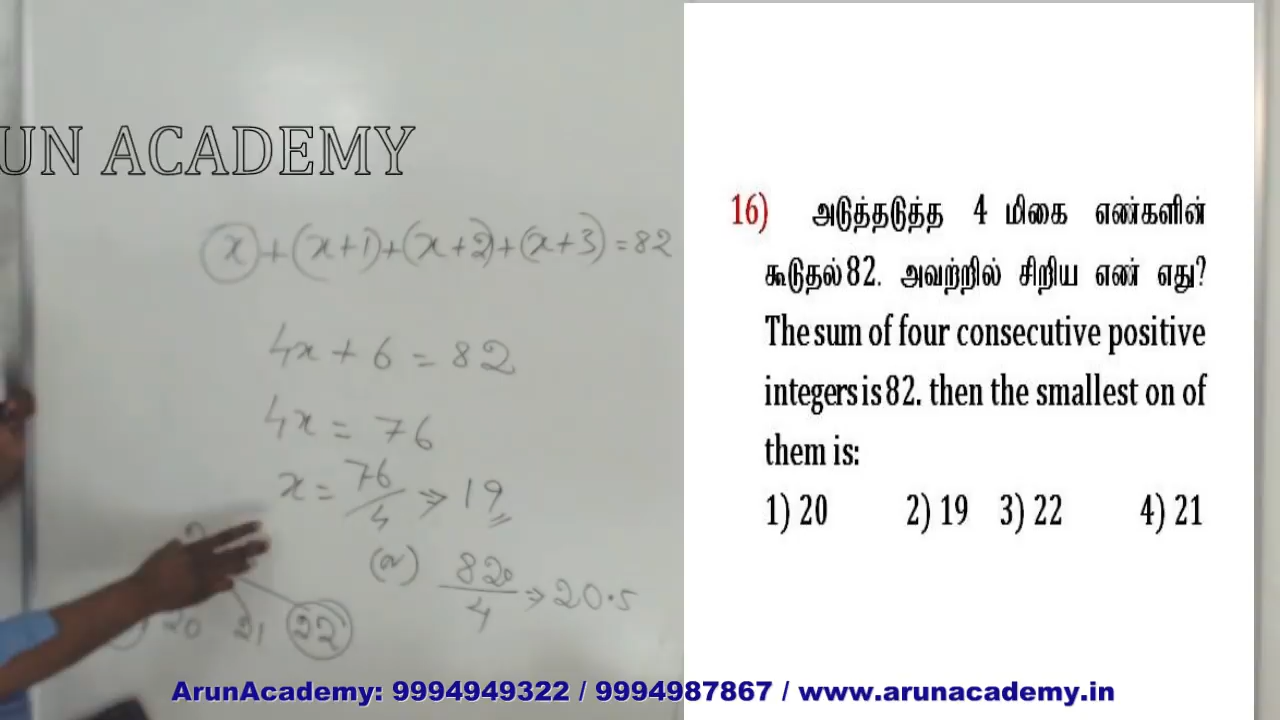 UN ACADEMY
x + (x+1) + (x+2) + (x+3) = 82
4x + 6 = 82
4x = 76
x = 76/4 ⇒ 19
(or) 82/4 ⇒ 20.5
20 21 22
16) அடுத்தடுத்த 4 மிகை எண்களின்
கூடுதல் 82. அவற்றில் சிறிய எண் எது?
The sum of four consecutive positive
integers is 82. then the smallest on of
them is:
1) 20 2) 19 3) 22 4) 21
ArunAcademy: 9994949322 / 9994987867 / www.arunacademy.in